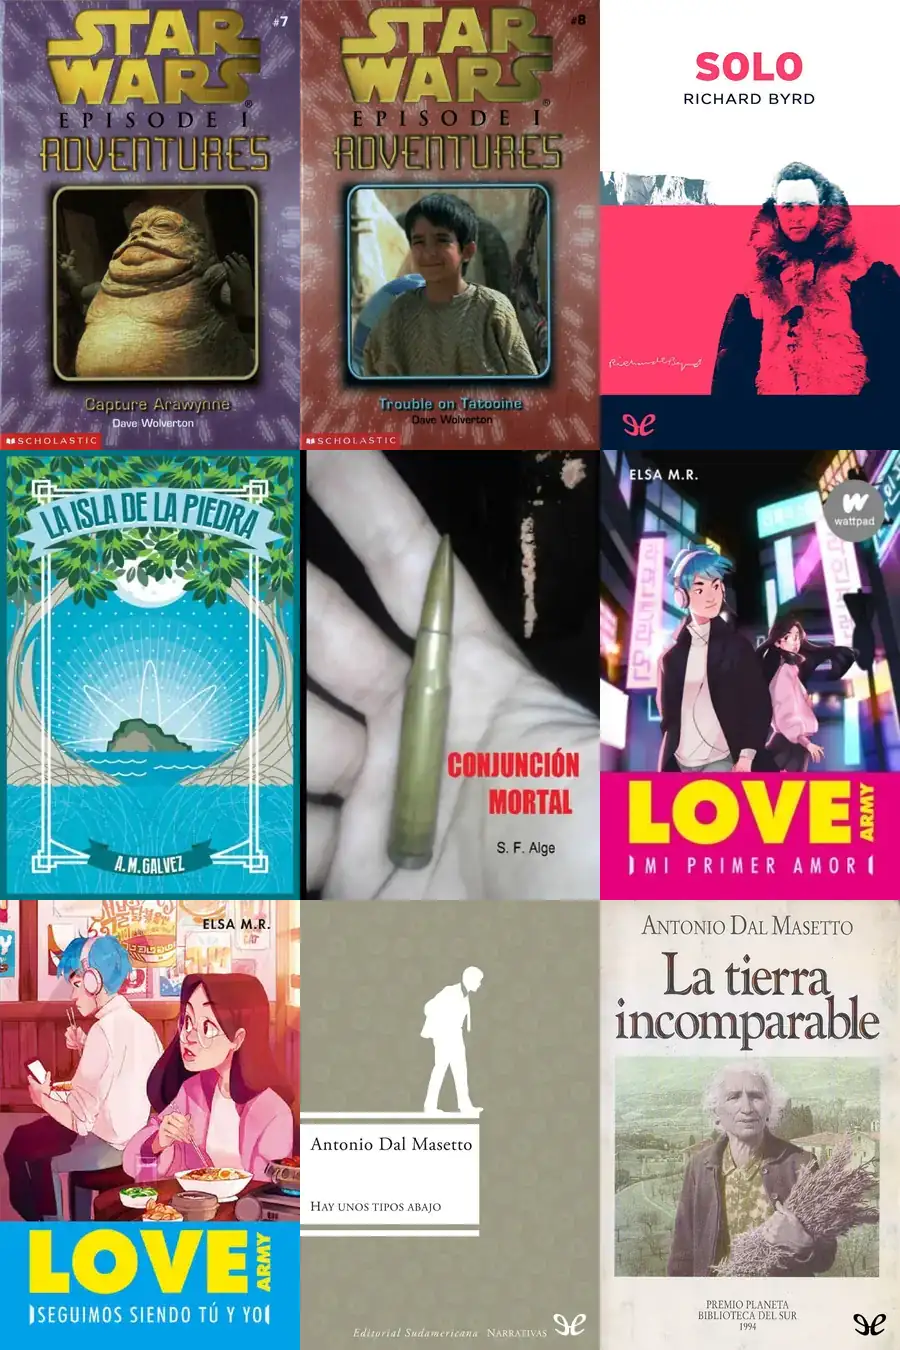 #7
STAR
WARS®
EPISODE I
ADVENTURES
Capture Arawynne
Dave Wolverton
SCHOLASTIC
#8
STAR
WARS®
EPISODE I
ADVENTURES
Trouble on Tatooine
Dave Wolverton
SCHOLASTIC
SOLO
RICHARD BYRD
Richard Byrd
LA ISLA DE LA PIEDRA
A. M. GALVEZ
CONJUNCIÓN
MORTAL
S. F. Alge
ELSA M.R.
wattpad
LOVE
ARMY
MI PRIMER AMOR
ELSA M.R.
CAT
LOVE
ARMY
SEGUIMOS SIENDO TÚ Y YO
Antonio Dal Masetto
HAY UNOS TIPOS ABAJO
Editorial Sudamericana NARRATIVAS
ANTONIO DAL MASETTO
La tierra
incomparable
PREMIO PLANETA
BIBLIOTECA DEL SUR
1994